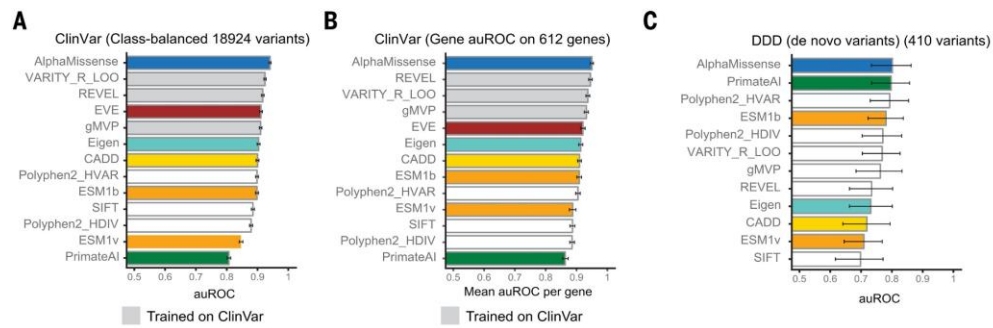 A
ClinVar (Class-balanced 18924 variants)
AlphaMissense
VARITY_R_LOO
REVEL
EVE
gMVP
Eigen
CADD
Polyphen2_HVAR
ESM1b
SIFT
Polyphen2_HDIV
ESM1v
PrimateAI
0.5 0.6 0.7 0.8 0.9 1
auROC
Trained on ClinVar
B
ClinVar (Gene auROC on 612 genes)
AlphaMissense
REVEL
VARITY_R_LOO
gMVP
EVE
Eigen
CADD
ESM1b
Polyphen2_HVAR
ESM1v
SIFT
Polyphen2_HDIV
PrimateAI
0.5 0.6 0.7 0.8 0.9 1
Mean auROC per gene
Trained on ClinVar
C
DDD (de novo variants) (410 variants)
AlphaMissense
PrimateAI
Polyphen2_HVAR
ESM1b
Polyphen2_HDIV
VARITY_R_LOO
gMVP
REVEL
Eigen
CADD
ESM1v
SIFT
0.5 0.6 0.7 0.8 0.9 1
auROC